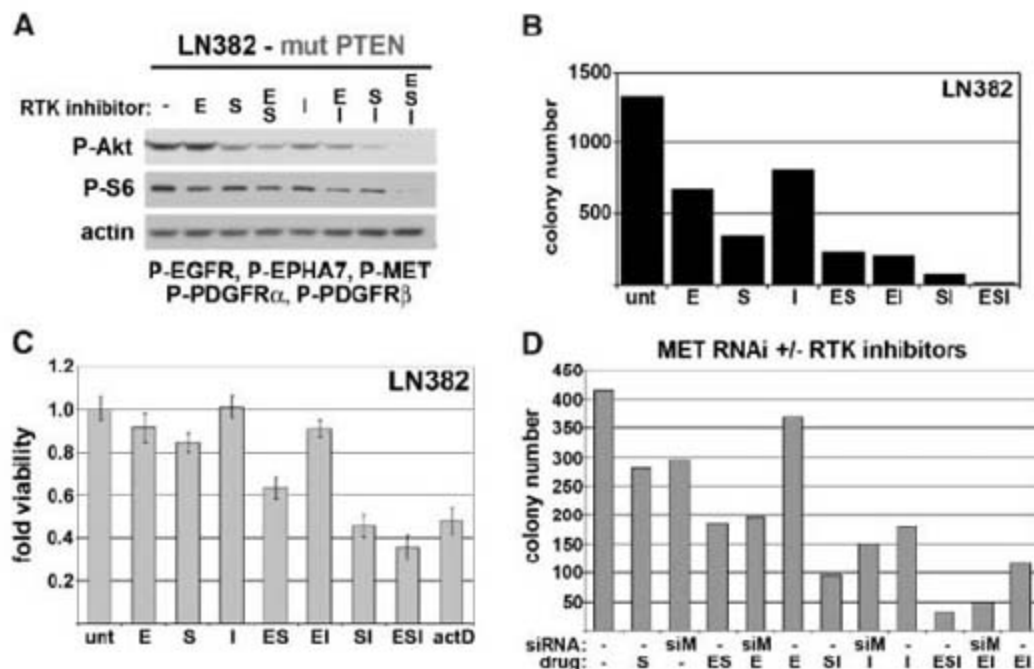 A
LN382 - mut PTEN
RTK inhibitor: - E S E S I E I S I E S I
P-Akt
P-S6
actin
P-EGFR, P-EPHA7, P-MET
P-PDGFRα, P-PDGFRβ
B
LN382
colony number
1500
1000
500
unt E S I ES EI SI ESI
C
LN382
fold viability
1.2
1.0
0.8
0.6
0.4
0.2
unt E S I ES EI SI ESI actD
D
MET RNAi +/- RTK inhibitors
colony number
450
400
350
300
250
200
150
100
50
siRNA: - - siM - siM - - siM - - siM -
drug: - S - ES E E SI I I ESI EI EI